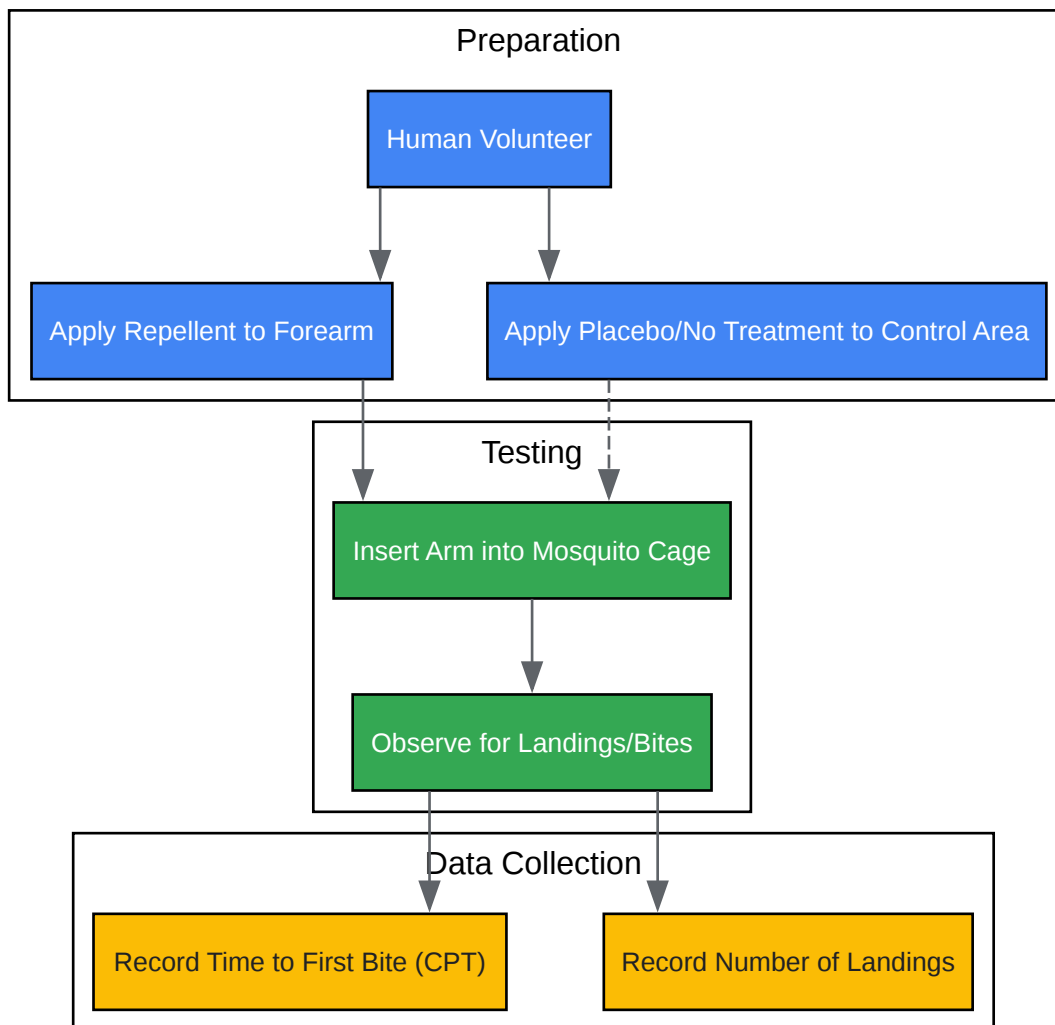 Preparation
Human Volunteer
Apply Repellent to Forearm
Apply Placebo/No Treatment to Control Area
Testing
Insert Arm into Mosquito Cage
Observe for Landings/Bites
Data Collection
Record Time to First Bite (CPT)
Record Number of Landings